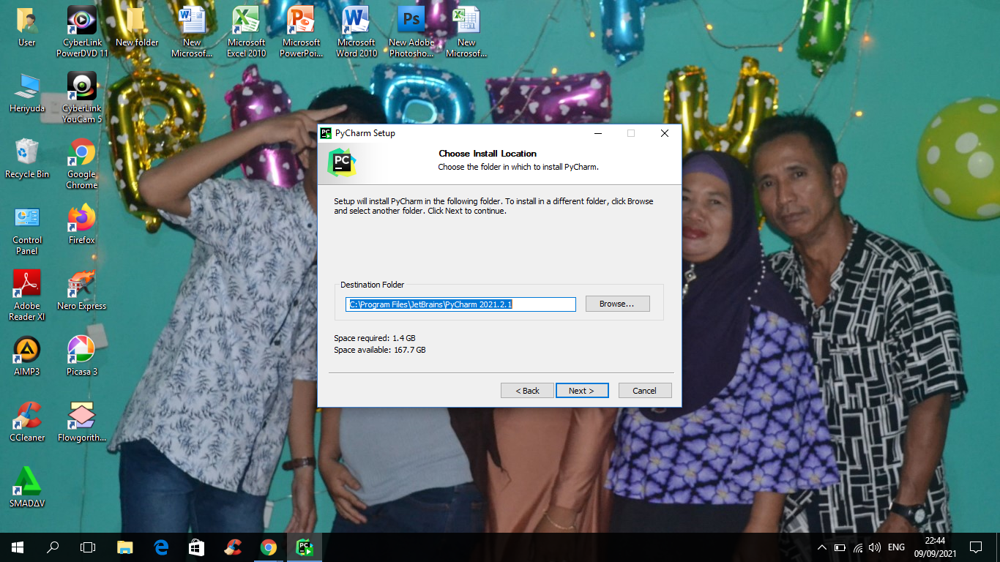 User
CyberLink
PowerDVD 11
New folder
New
Microsof...
Microsoft
Excel 2010
Microsoft
PowerPoi...
Microsoft
Word 2010
New Adobe
Photosho...
New
Microsof...
Heriyuda
CyberLink
YouCam 5
Recycle Bin
Google
Chrome
Control
Panel
Firefox
Adobe
Reader XI
Nero Express
AIMP3
Picasa 3
CCleaner
Flowgorith...
SMADΔV
PyCharm Setup
PC
Choose Install Location
Choose the folder in which to install PyCharm.
Setup will install PyCharm in the following folder. To install in a different folder, click Browse
and select another folder. Click Next to continue.
Destination Folder
C:\Program Files\JetBrains\PyCharm 2021.2.1
Browse...
Space required: 1.4 GB
Space available: 167.7 GB
< Back
Next >
Cancel
ENG
22:44
09/09/2021